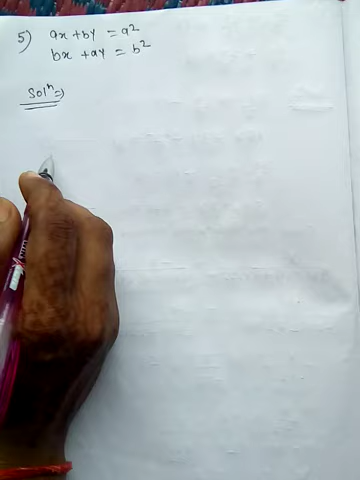 5) ax + by = a²
bx + ay = b²
Solⁿ ⇒